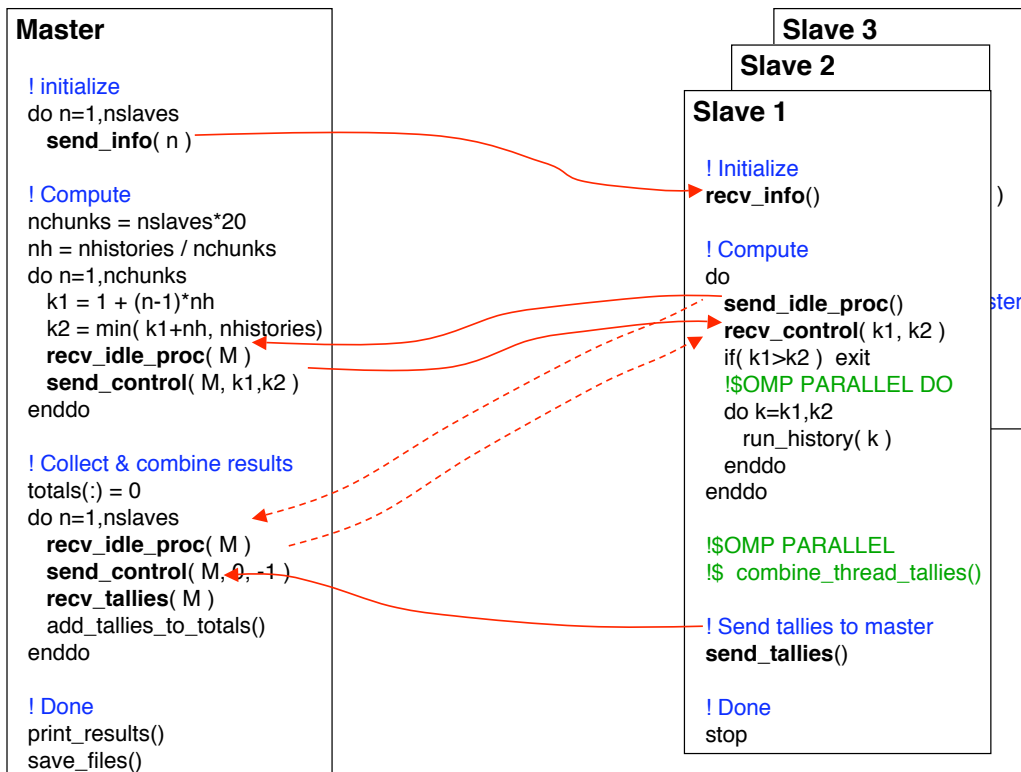 Master
! initialize
do n=1,nslaves
send_info( n )
! Compute
nchunks = nslaves*20
nh = nhistories / nchunks
do n=1,nchunks
k1 = 1 + (n-1)*nh
k2 = min( k1+nh, nhistories)
recv_idle_proc( M )
send_control( M, k1,k2 )
enddo
! Collect & combine results
totals(:) = 0
do n=1,nslaves
recv_idle_proc( M )
send_control( M, 0, -1 )
recv_tallies( M )
add_tallies_to_totals()
enddo
! Done
print_results()
save_files()
Slave 3
Slave 2
Slave 1
! Initialize
recv_info()
)
! Compute
do
send_idle_proc()
ster
recv_control( k1, k2 )
if( k1>k2 ) exit
!$OMP PARALLEL DO
do k=k1,k2
run_history( k )
enddo
enddo
!$OMP PARALLEL
!$ combine_thread_tallies()
! Send tallies to master
send_tallies()
! Done
stop